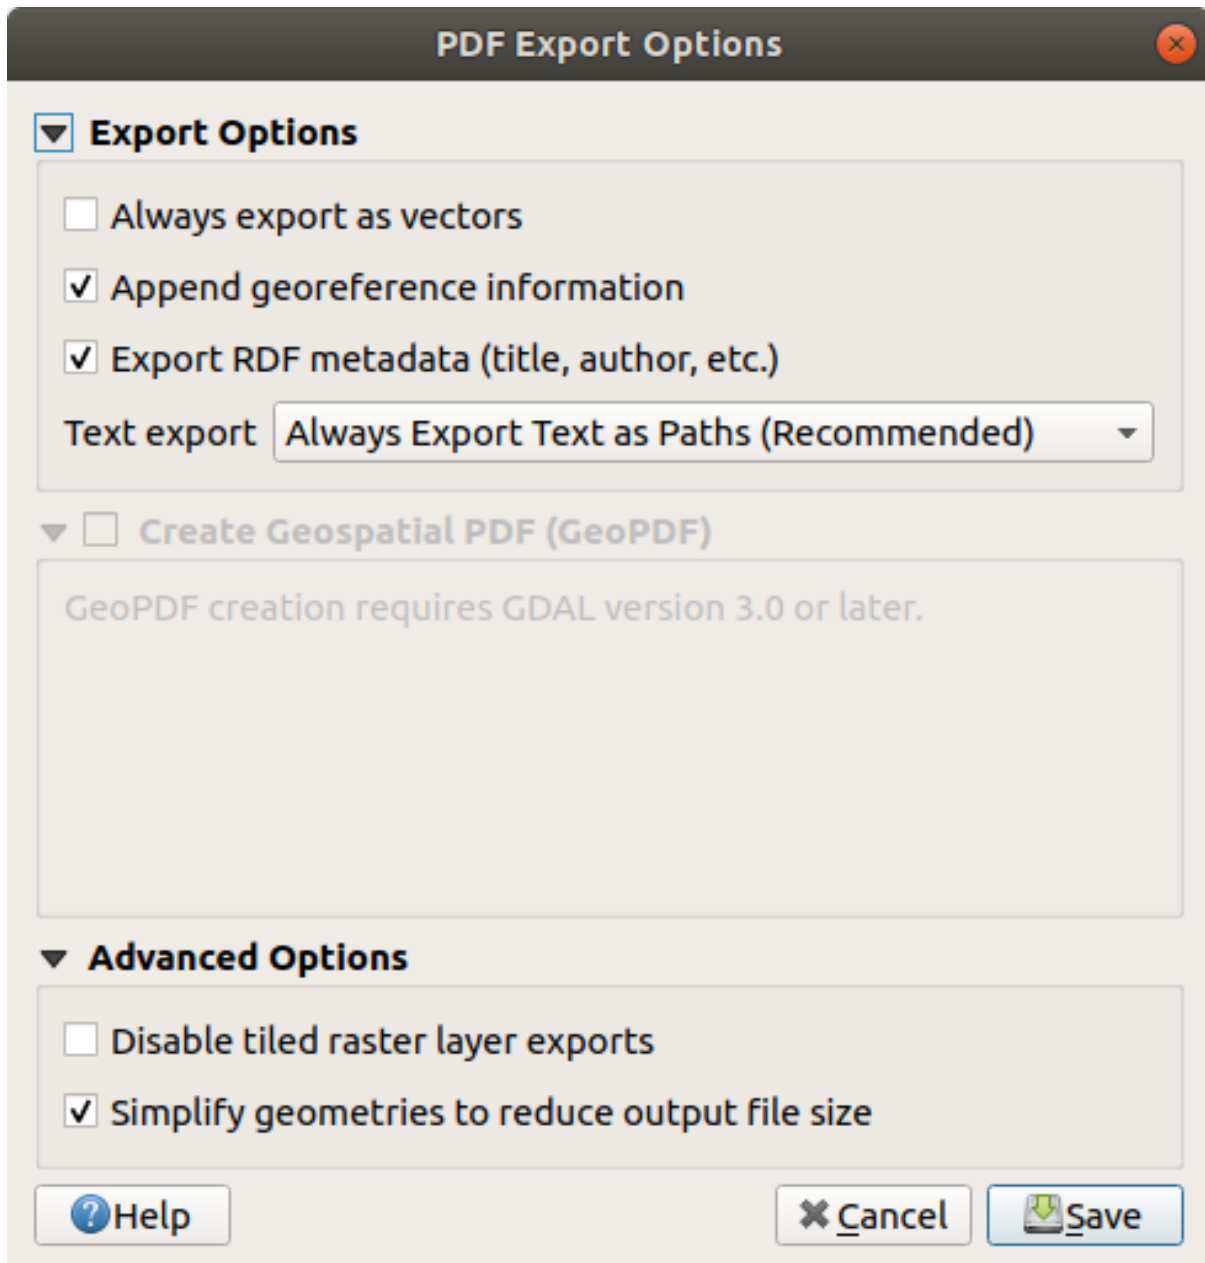 PDF Export Options
Export Options
Always export as vectors
Append georeference information
Export RDF metadata (title, author, etc.)
Text export Always Export Text as Paths (Recommended)
Create Geospatial PDF (GeoPDF)
GeoPDF creation requires GDAL version 3.0 or later.
Advanced Options
Disable tiled raster layer exports
Simplify geometries to reduce output file size
Help Cancel Save